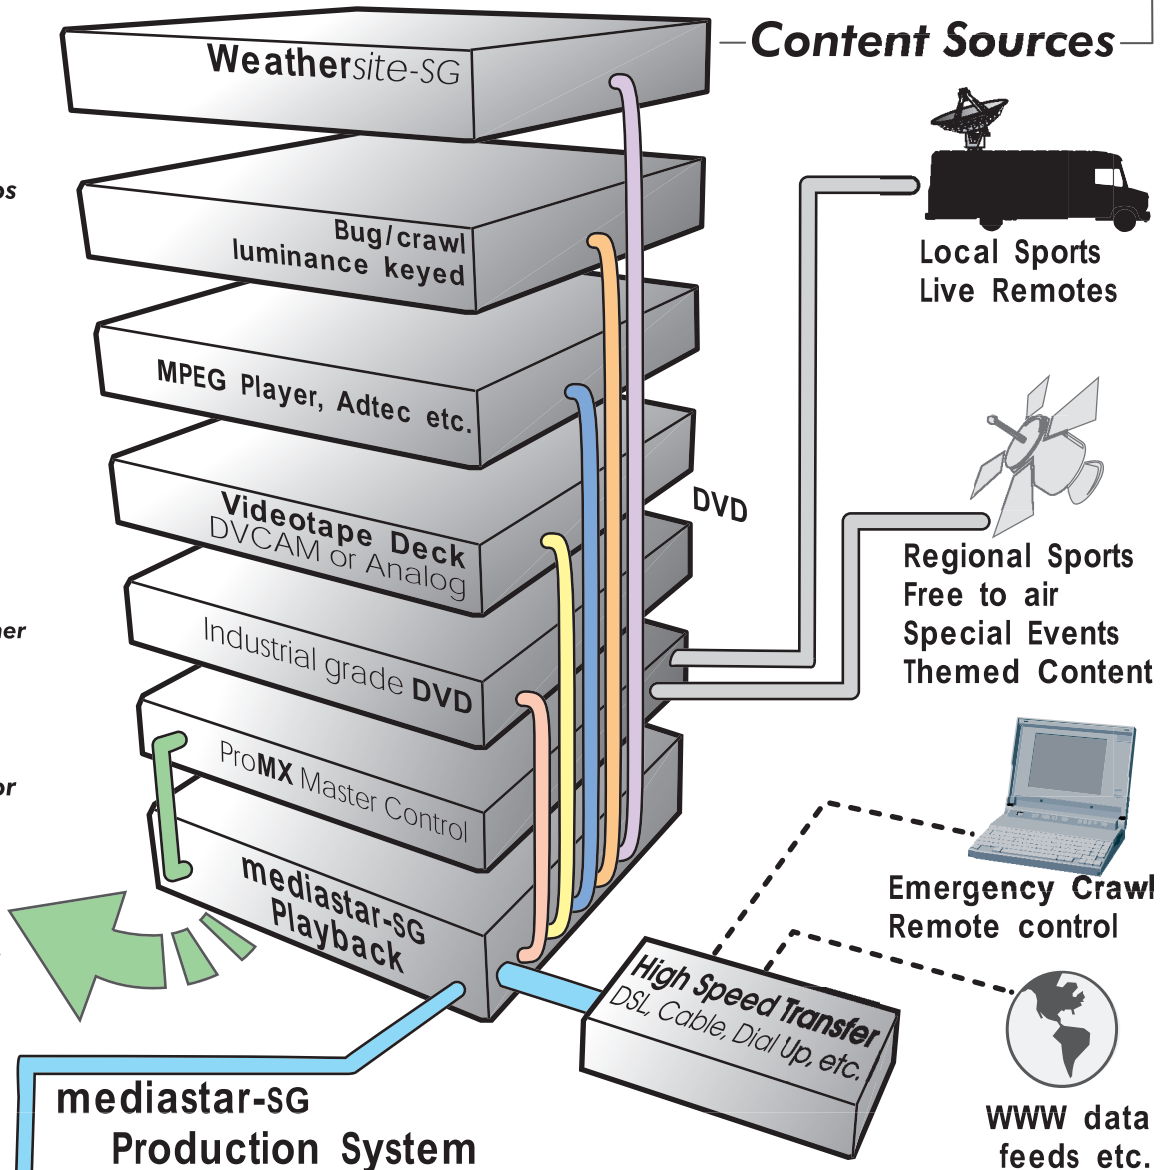 Content Sources
Weathersite-SG
os
Bug/crawl
luminance keyed
Local Sports
Live Remotes
MPEG Player, Adtec etc.
Videotape Deck
DVCAM or Analog
DVD
Regional Sports
Free to air
Special Events
Themed Content
ner
Industrial grade DVD
ProMX Master Control
or
mediastar-SG
Playback
Emergency Crawl
Remote control
High Speed Transfer
DSL, Cable, Dial Up, etc.
mediastar-SG
Production System
WWW data
feeds etc.